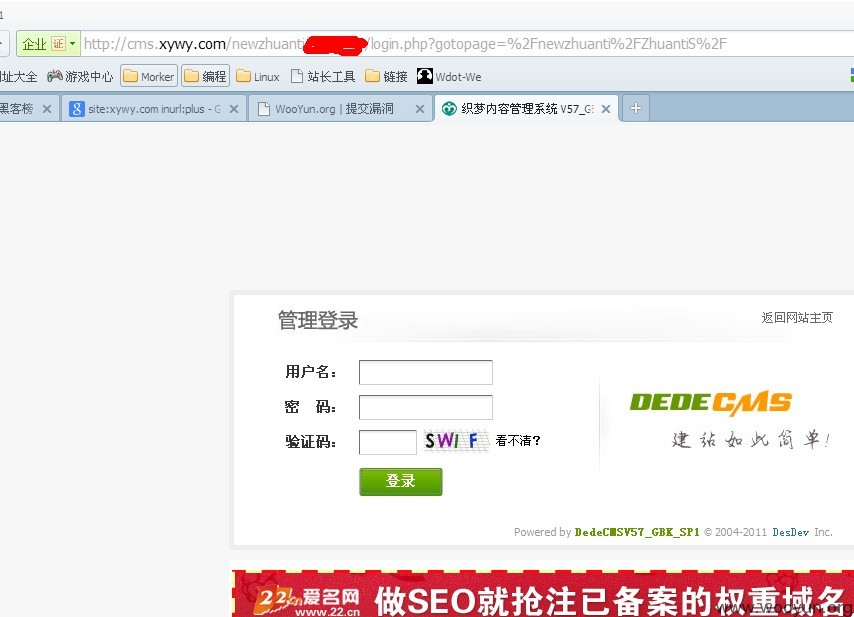 1
企业 证 http://cms.xywy.com/newzhuanti /login.php?gotopage=%2Fnewzhuanti%2FZhuantiS%2F
址大全 游戏中心 Morker 编程 Linux 站长工具 链接 Wdot-We
黑客榜 site:xywy.com inurl:plus - G WooYun.org | 提交漏洞 织梦内容管理系统 V57_GB
管理登录 返回网站主页
用户名：
密 码：
验证码： SWIF 看不清？
登录
DEDECMS
建站如此简单！
Powered by DedeCMSV57_GBK_SP1 © 2004-2011 DesDev Inc.
22.cn 爱名网 www.22.cn 做SEO就抢注已备案的权重域名
www.wooyun.org